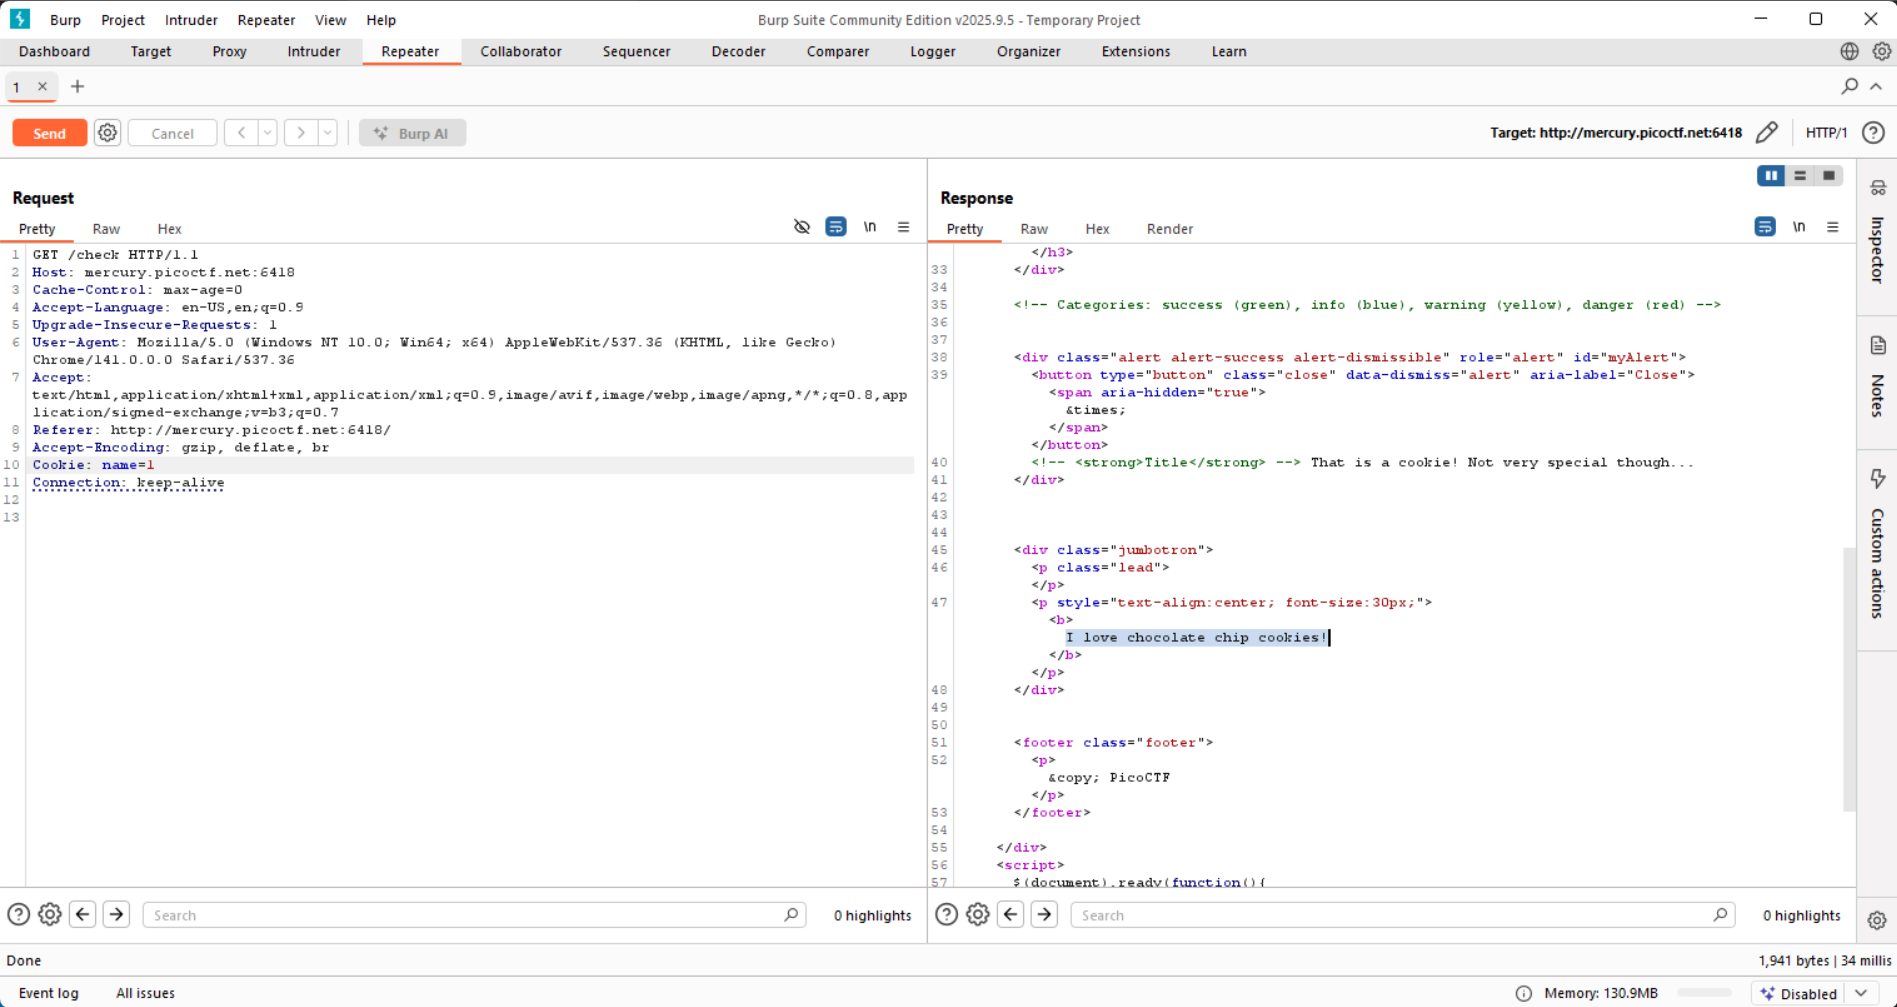 Burp Project Intruder Repeater View Help Burp Suite Community Edition v2025.9.5 - Temporary Project
Dashboard Target Proxy Intruder Repeater Collaborator Sequencer Decoder Comparer Logger Organizer Extensions Learn
1
Send Cancel Burp AI Target: http://mercury.picoctf.net:6418 HTTP/1
Request
Pretty Raw Hex \n
1 GET /check HTTP/1.1
2 Host: mercury.picoctf.net:6418
3 Cache-Control: max-age=0
4 Accept-Language: en-US,en;q=0.9
5 Upgrade-Insecure-Requests: 1
6 User-Agent: Mozilla/5.0 (Windows NT 10.0; Win64; x64) AppleWebKit/537.36 (KHTML, like Gecko)
Chrome/141.0.0.0 Safari/537.36
7 Accept:
text/html,application/xhtml+xml,application/xml;q=0.9,image/avif,image/webp,image/apng,*/*;q=0.8,app
lication/signed-exchange;v=b3;q=0.7
8 Referer: http://mercury.picoctf.net:6418/
9 Accept-Encoding: gzip, deflate, br
10 Cookie: name=1
11 Connection: keep-alive
12
13
Search 0 highlights
Response
Pretty Raw Hex Render \n
</h3>
33 </div>
34
35 <!-- Categories: success (green), info (blue), warning (yellow), danger (red) -->
36
37
38 <div class="alert alert-success alert-dismissible" role="alert" id="myAlert">
39 <button type="button" class="close" data-dismiss="alert" aria-label="Close">
<span aria-hidden="true">
&times;
</span>
</button>
40 <!-- <strong>Title</strong> --> That is a cookie! Not very special though...
41 </div>
42
43
44
45 <div class="jumbotron">
46 <p class="lead">
</p>
47 <p style="text-align:center; font-size:30px;">
<b>
I love chocolate chip cookies!
</b>
</p>
48 </div>
49
50
51 <footer class="footer">
52 <p>
&copy; PicoCTF
</p>
53 </footer>
54
55 </div>
56 <script>
57 $(document).ready(function(){
Search 0 highlights
Inspector
Notes
Custom actions
Done 1,941 bytes | 34 millis
Event log All issues Memory: 130.9MB Disabled